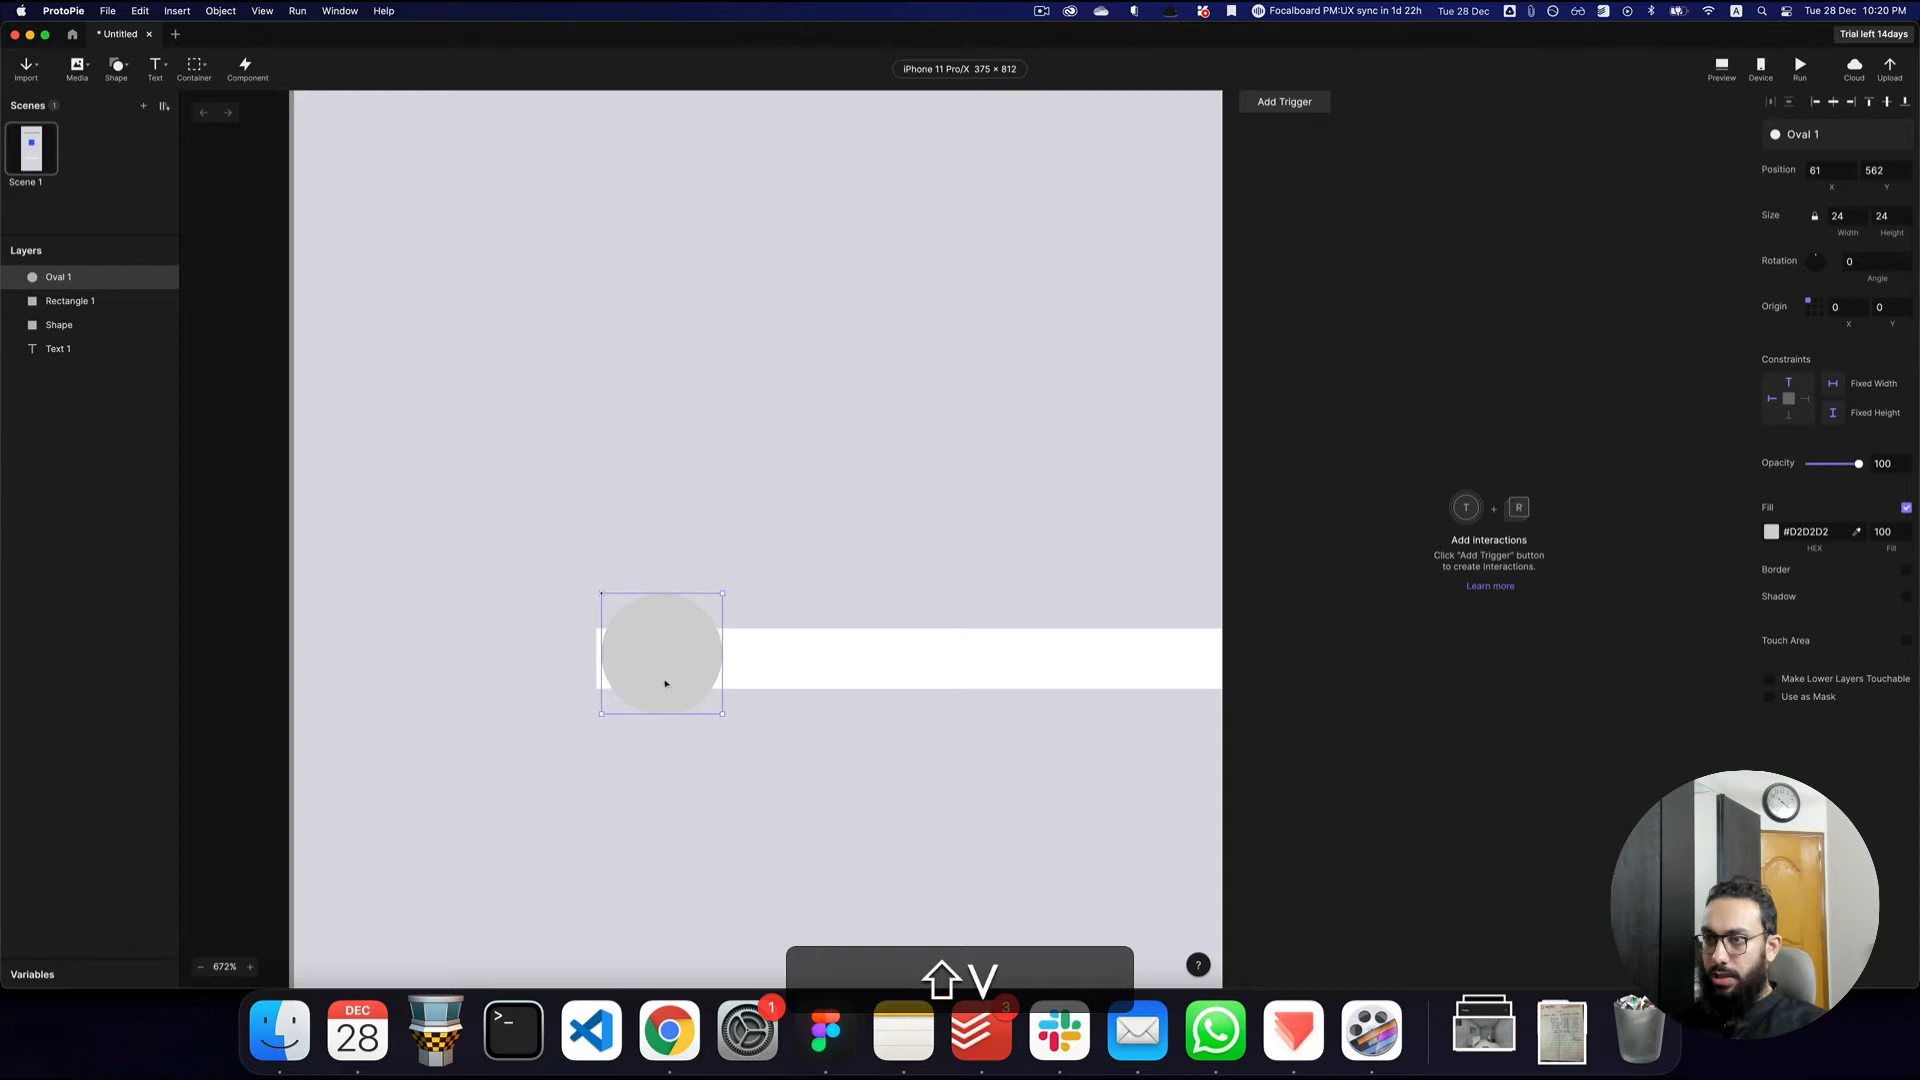 ProtoPie File Edit Insert Object View Run Window Help
Focalboard PM:UX sync in 1d 22h Tue 28 Dec A Tue 28 Dec 10:20 PM
* Untitled × +
Trial left 14days
Import Media Shape Text Container Component
iPhone 11 Pro/X 375 × 812
Preview Device Run Cloud Upload
Scenes 1
Scene 1
Add Trigger
Oval 1
Position 61 562
X Y
Size 24 24
Width Height
Rotation 0
Angle
Origin 0 0
X Y
Constraints
Fixed Width
Fixed Height
Opacity 100
Fill
#D2D2D2 100
HEX Fill
Border
Shadow
Touch Area
Make Lower Layers Touchable
Use as Mask
Layers
Oval 1
Rectangle 1
Shape
Text 1
T + R
Add interactions
Click "Add Trigger" button
to create Interactions.
Learn more
− 672% +
Variables
?
⇧V
DEC
28
1
3